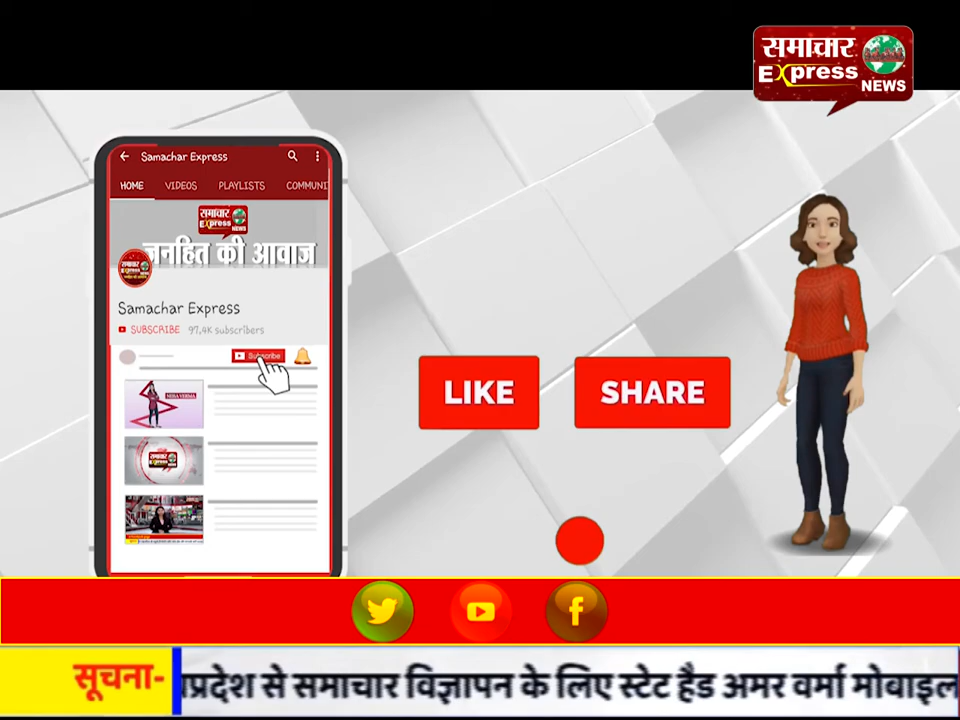 समाचार
Express
NEWS
Samachar Express
HOME VIDEOS PLAYLISTS COMMUNI
समाचार
Express
NEWS
जनहित की आवाज
Samachar Express
SUBSCRIBE 97.4K subscribers
Subscribe
LIKE SHARE
सूचना- प्रदेश से समाचार विज्ञापन के लिए स्टेट हैड अमर वर्मा मोबाइल